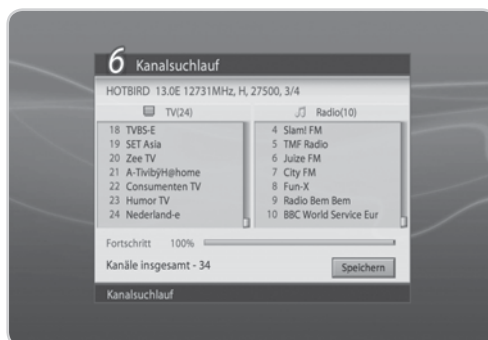 6 Kanalsuchlauf
HOTBIRD 13.0E 12731MHz, H, 27500, 3/4
TV(24)
18 TVBS-E
19 SET Asia
20 Zee TV
21 A-TivibýH@home
22 Consumenten TV
23 Humor TV
24 Nederland-e
Radio(10)
4 Slam! FM
5 TMF Radio
6 Juize FM
7 City FM
8 Fun-X
9 Radio Bem Bem
10 BBC World Service Eur
Fortschritt 100%
Kanäle insgesamt - 34 Speichern
Kanalsuchlauf